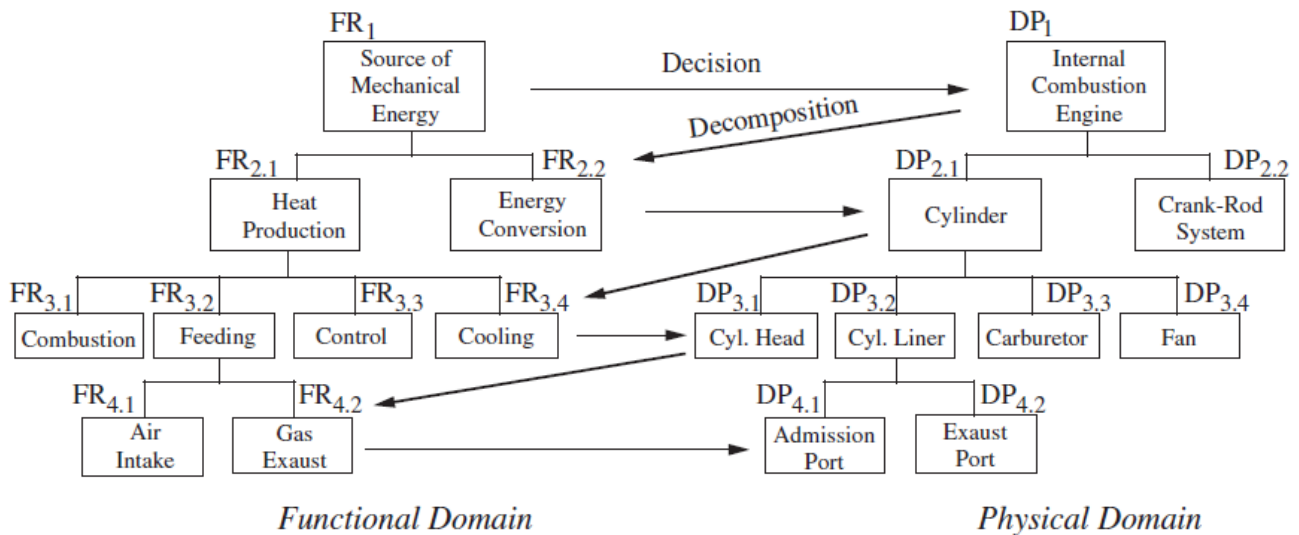 FR1
DP1
Source of
Mechanical
Energy
Decision
Internal
Combustion
Engine
Decomposition
FR2.1
FR2.2
DP2.1
DP2.2
Heat
Production
Energy
Conversion
Cylinder
Crank-Rod
System
FR3.1
FR3.2
FR3.3
FR3.4
DP3.1
DP3.2
DP3.3
DP3.4
Combustion
Feeding
Control
Cooling
Cyl. Head
Cyl. Liner
Carburetor
Fan
FR4.1
FR4.2
DP4.1
DP4.2
Air
Intake
Gas
Exaust
Admission
Port
Exaust
Port
Functional Domain
Physical Domain